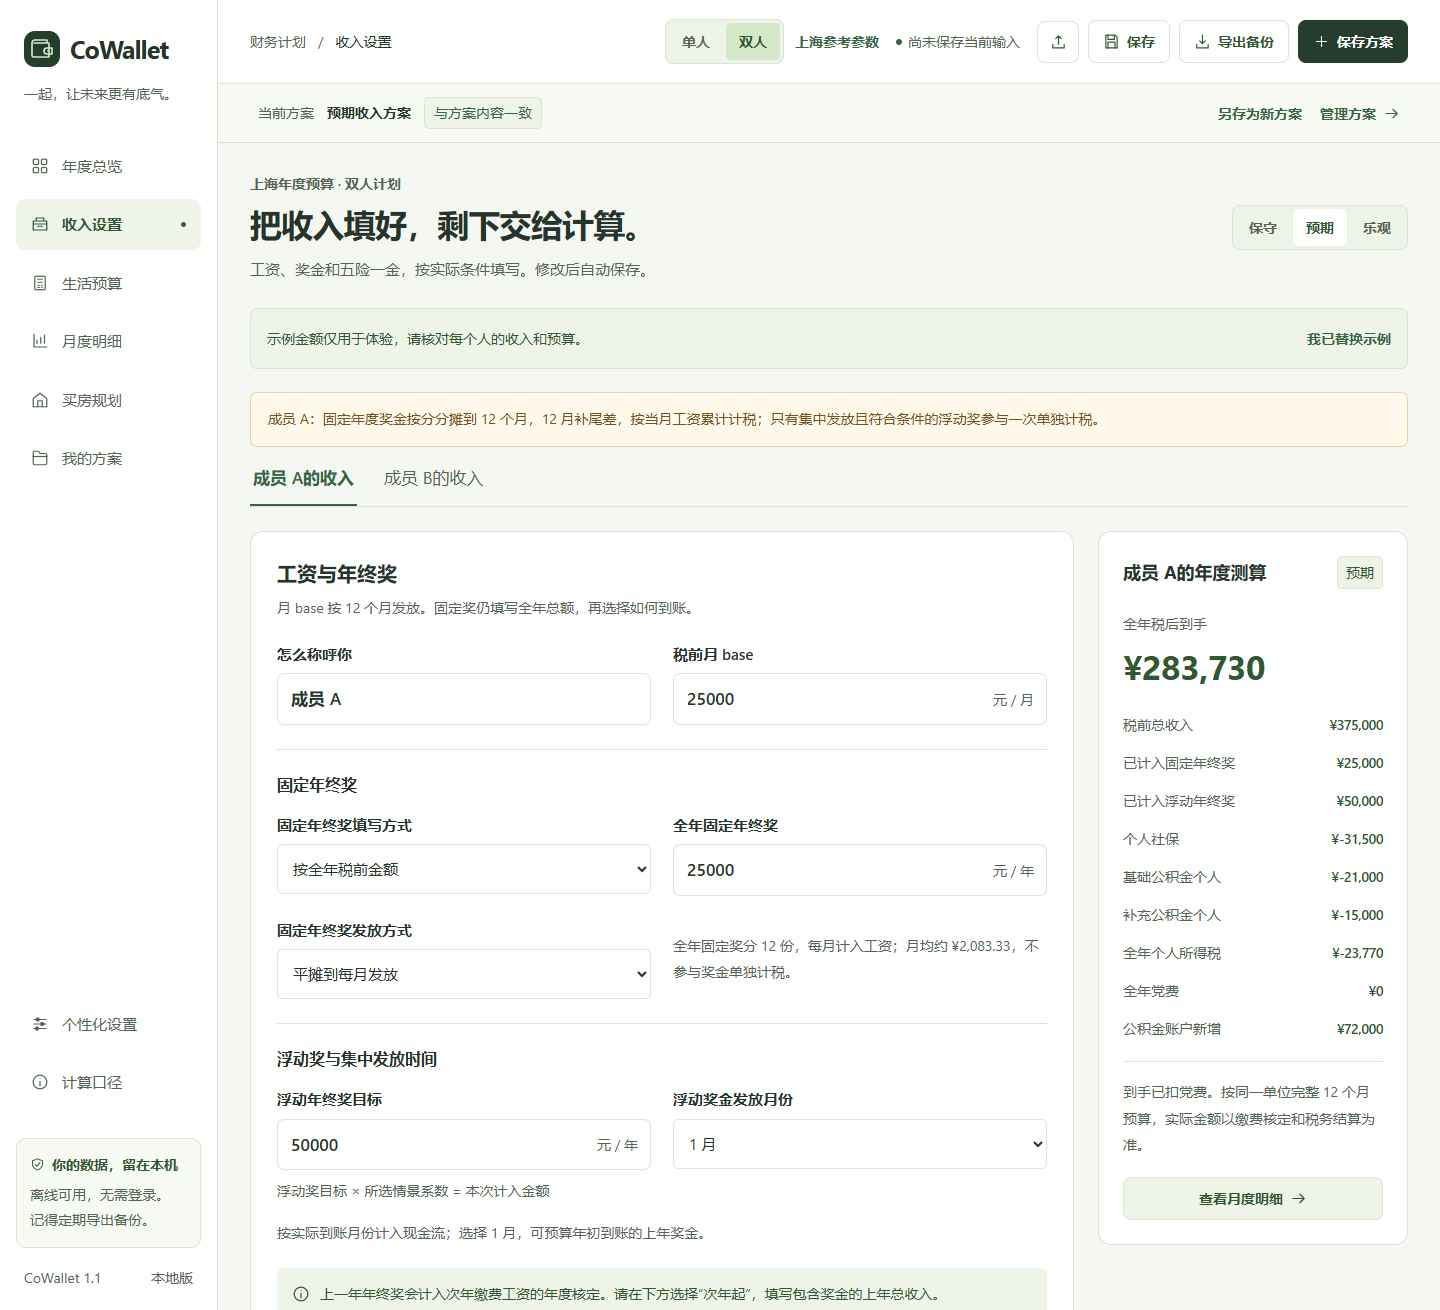 CoWallet
一起，让未来更有底气。
年度总览
收入设置
生活预算
月度明细
买房规划
我的方案
个性化设置
计算口径
你的数据，留在本机
离线可用，无需登录。
记得定期导出备份。
CoWallet 1.1 本地版
财务计划 / 收入设置
单人 双人 上海参考参数 尚未保存当前输入 保存 导出备份 保存方案
当前方案 预期收入方案 与方案内容一致 另存为新方案 管理方案
上海年度预算 · 双人计划
把收入填好，剩下交给计算。
保守 预期 乐观
工资、奖金和五险一金，按实际条件填写。修改后自动保存。
示例金额仅用于体验，请核对每个人的收入和预算。 我已替换示例
成员 A：固定年度奖金按分分摊到 12 个月，12 月补尾差，按当月工资累计计税；只有集中发放且符合条件的浮动奖参与一次单独计税。
成员 A的收入 成员 B的收入
工资与年终奖
月 base 按 12 个月发放。固定奖仍填写全年总额，再选择如何到账。
怎么称呼你 税前月 base
成员 A 25000 元 / 月
固定年终奖
固定年终奖填写方式 全年固定年终奖
按全年税前金额 25000 元 / 年
固定年终奖发放方式
平摊到每月发放
全年固定奖分 12 份，每月计入工资；月均约 ¥2,083.33，不
参与奖金单独计税。
浮动奖与集中发放时间
浮动年终奖目标 浮动奖金发放月份
50000 元 / 年 1 月
浮动奖目标 × 所选情景系数 = 本次计入金额
按实际到账月份计入现金流；选择 1 月，可预算年初到账的上年奖金。
上一年年终奖会计入次年缴费工资的年度核定。请在下方选择“次年起”，填写包含奖金的上年总收入。
成员 A的年度测算 预期
全年税后到手
¥283,730
税前总收入 ¥375,000
已计入固定年终奖 ¥25,000
已计入浮动年终奖 ¥50,000
个人社保 ¥-31,500
基础公积金个人 ¥-21,000
补充公积金个人 ¥-15,000
全年个人所得税 ¥-23,770
全年党费 ¥0
公积金账户新增 ¥72,000
到手已扣党费。按同一单位完整 12 个月
预算，实际金额以缴费核定和税务结算为
准。
查看月度明细